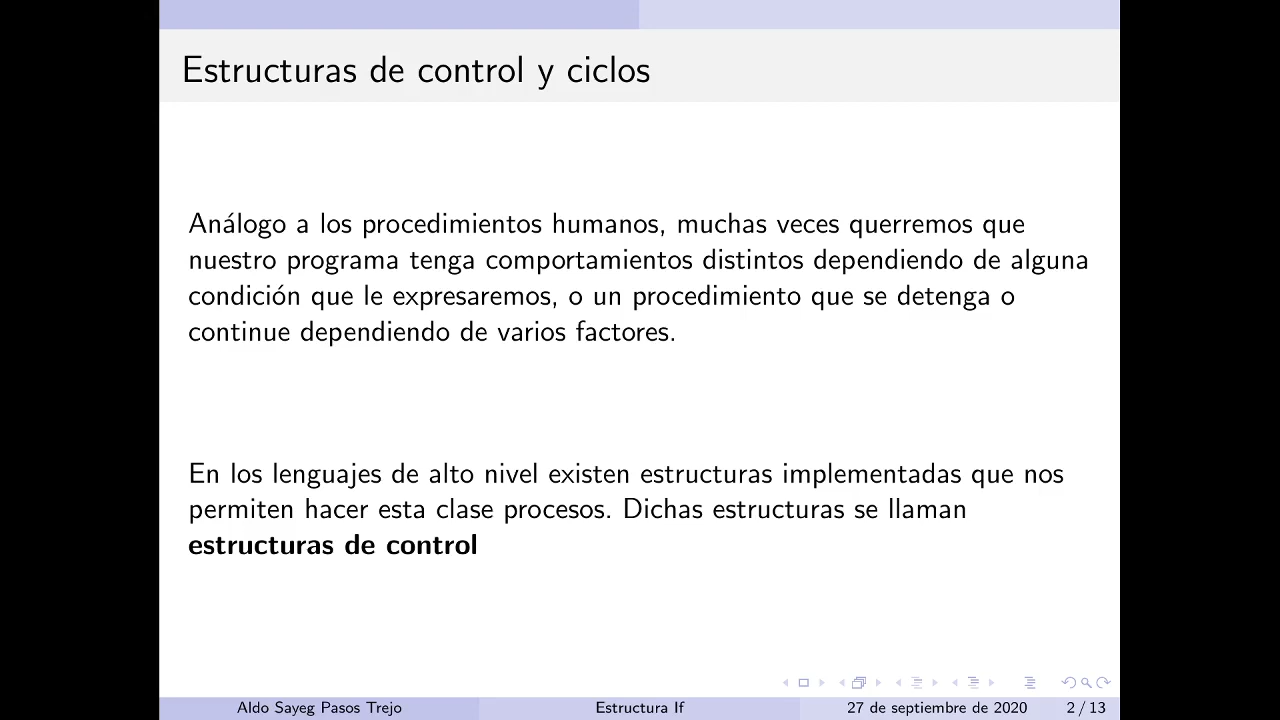 Estructuras de control y ciclos
Análogo a los procedimientos humanos, muchas veces querremos que
nuestro programa tenga comportamientos distintos dependiendo de alguna
condición que le expresaremos, o un procedimiento que se detenga o
continue dependiendo de varios factores.
En los lenguajes de alto nivel existen estructuras implementadas que nos
permiten hacer esta clase procesos. Dichas estructuras se llaman
estructuras de control
Aldo Sayeg Pasos Trejo
Estructura If
27 de septiembre de 2020
2 / 13